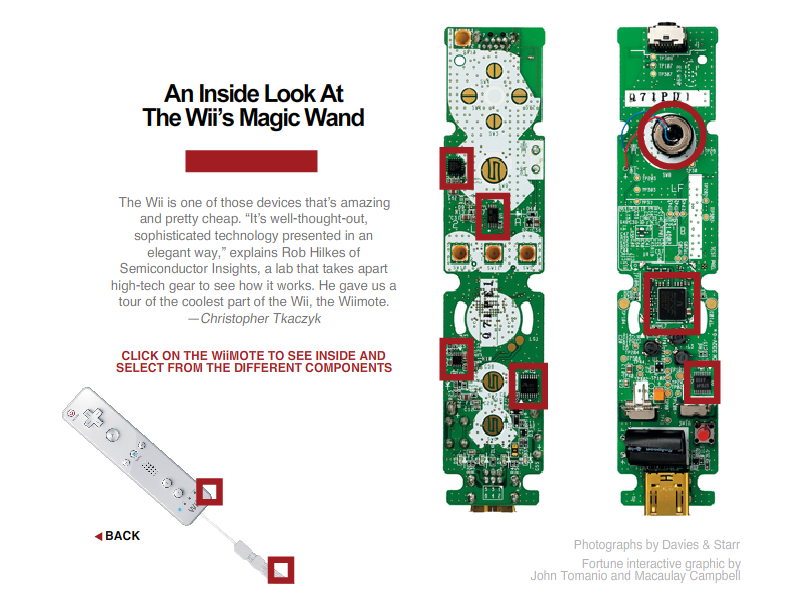 An Inside Look At
The Wii's Magic Wand
The Wii is one of those devices that's amazing
and pretty cheap. “It's well-thought-out,
sophisticated technology presented in an
elegant way,” explains Rob Hilkes of
Semiconductor Insights, a lab that takes apart
high-tech gear to see how it works. He gave us a
tour of the coolest part of the Wii, the Wiimote.
—Christopher Tkaczyk
CLICK ON THE WiiMOTE TO SEE INSIDE AND
SELECT FROM THE DIFFERENT COMPONENTS
BACK
Photographs by Davies & Starr
Fortune interactive graphic by
John Tomanio and Macaulay Campbell